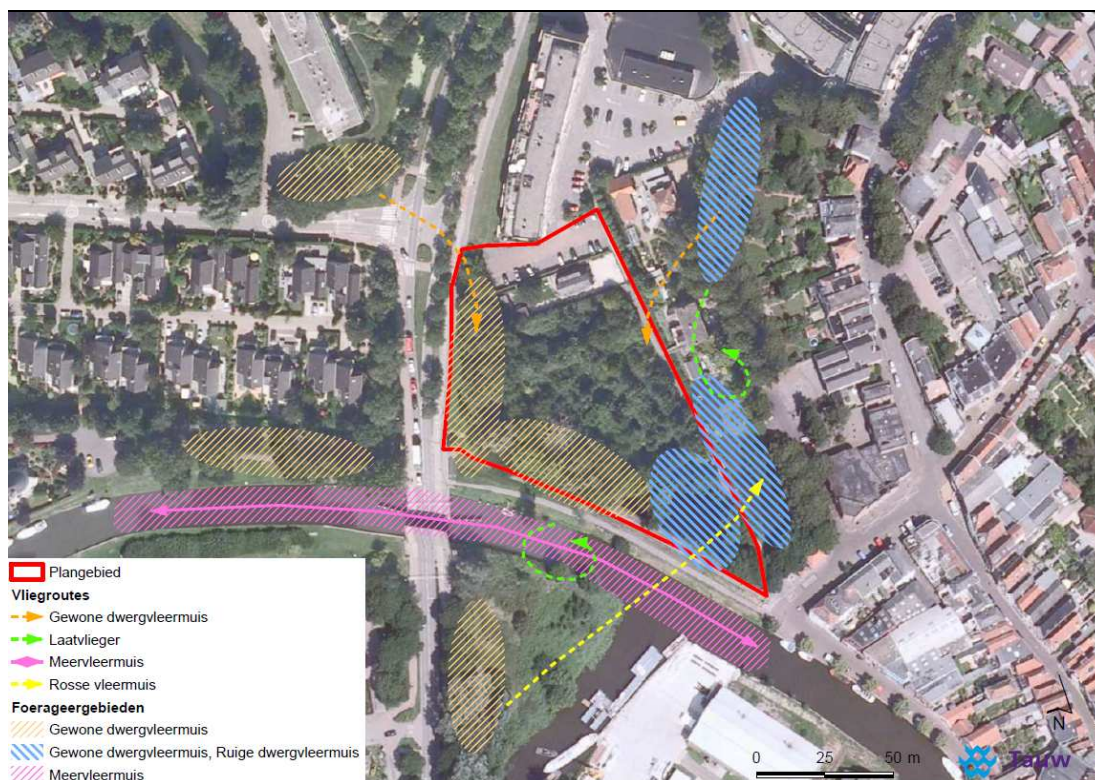 Plangebied
Vliegroutes
Gewone dwergvleermuis
Laatvlieger
Meervleermuis
Rosse vleermuis
Foerageergebieden
Gewone dwergvleermuis
Gewone dwergvleermuis, Ruige dwergvleermuis
Meervleermuis
N
0 25 50 m
Tauw